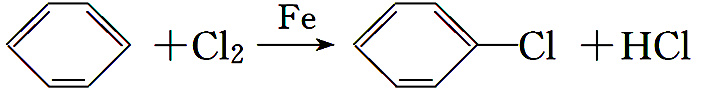 +Cl₂ Fe Cl +HCl